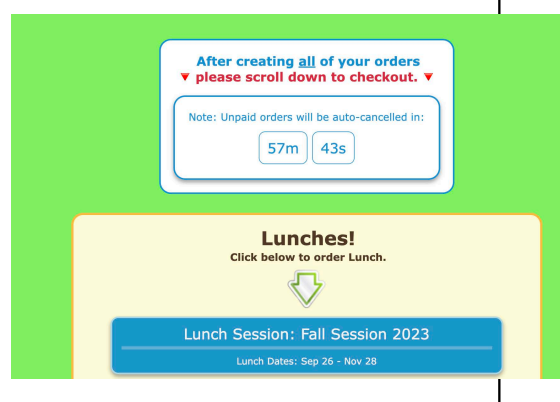 After creating all of your orders
please scroll down to checkout.
Note: Unpaid orders will be auto-cancelled in:
57m 43s
Lunches!
Click below to order Lunch.
Lunch Session: Fall Session 2023
Lunch Dates: Sep 26 - Nov 28